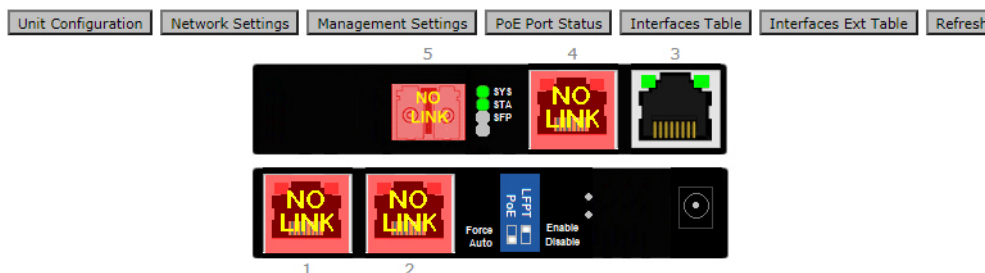 Unit Configuration Network Settings Management Settings PoE Port Status Interfaces Table Interfaces Ext Table Refresh
5 4 3
NO LINK
SYS
STA
SFP
NO LINK
NO LINK
NO LINK
PoE LFPT
Force Enable
Auto Disable
1 2